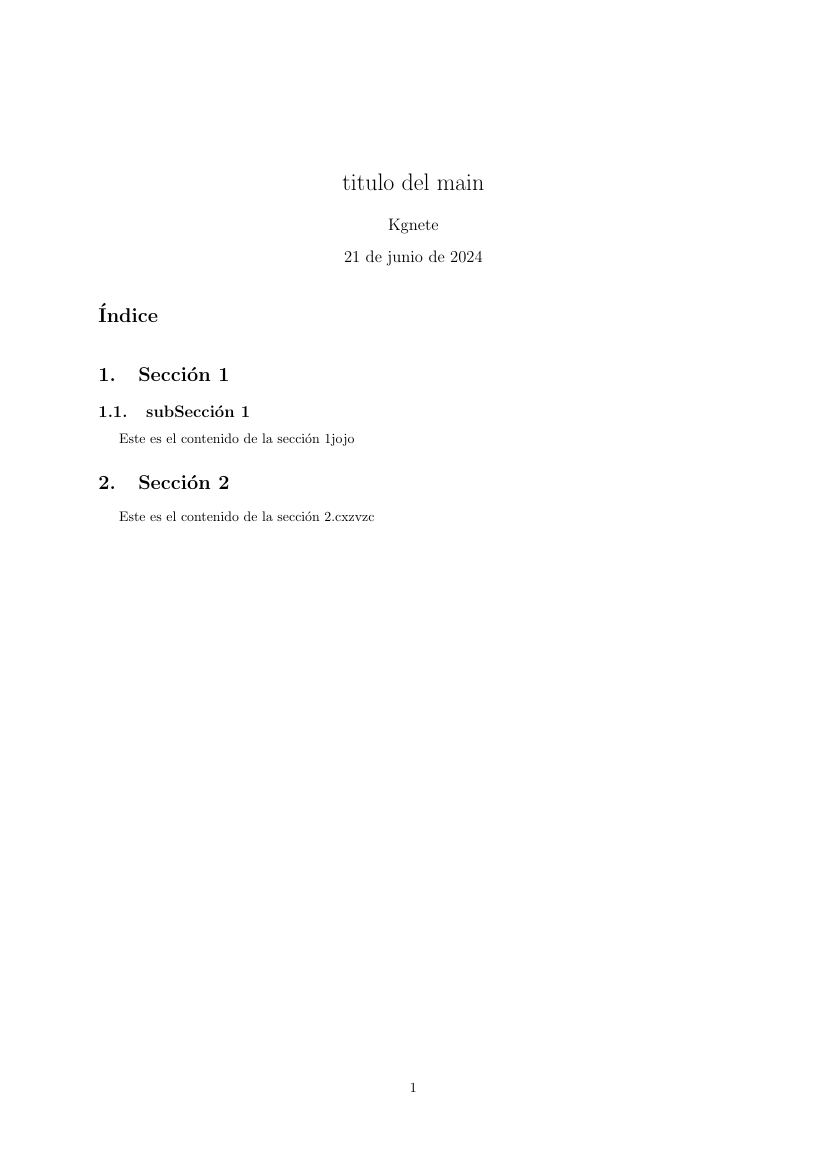 titulo del main
Kgnete
21 de junio de 2024
Índice
1. Sección 1
1.1. subSección 1
Este es el contenido de la sección 1jojo
2. Sección 2
Este es el contenido de la sección 2.cxzvzc
1